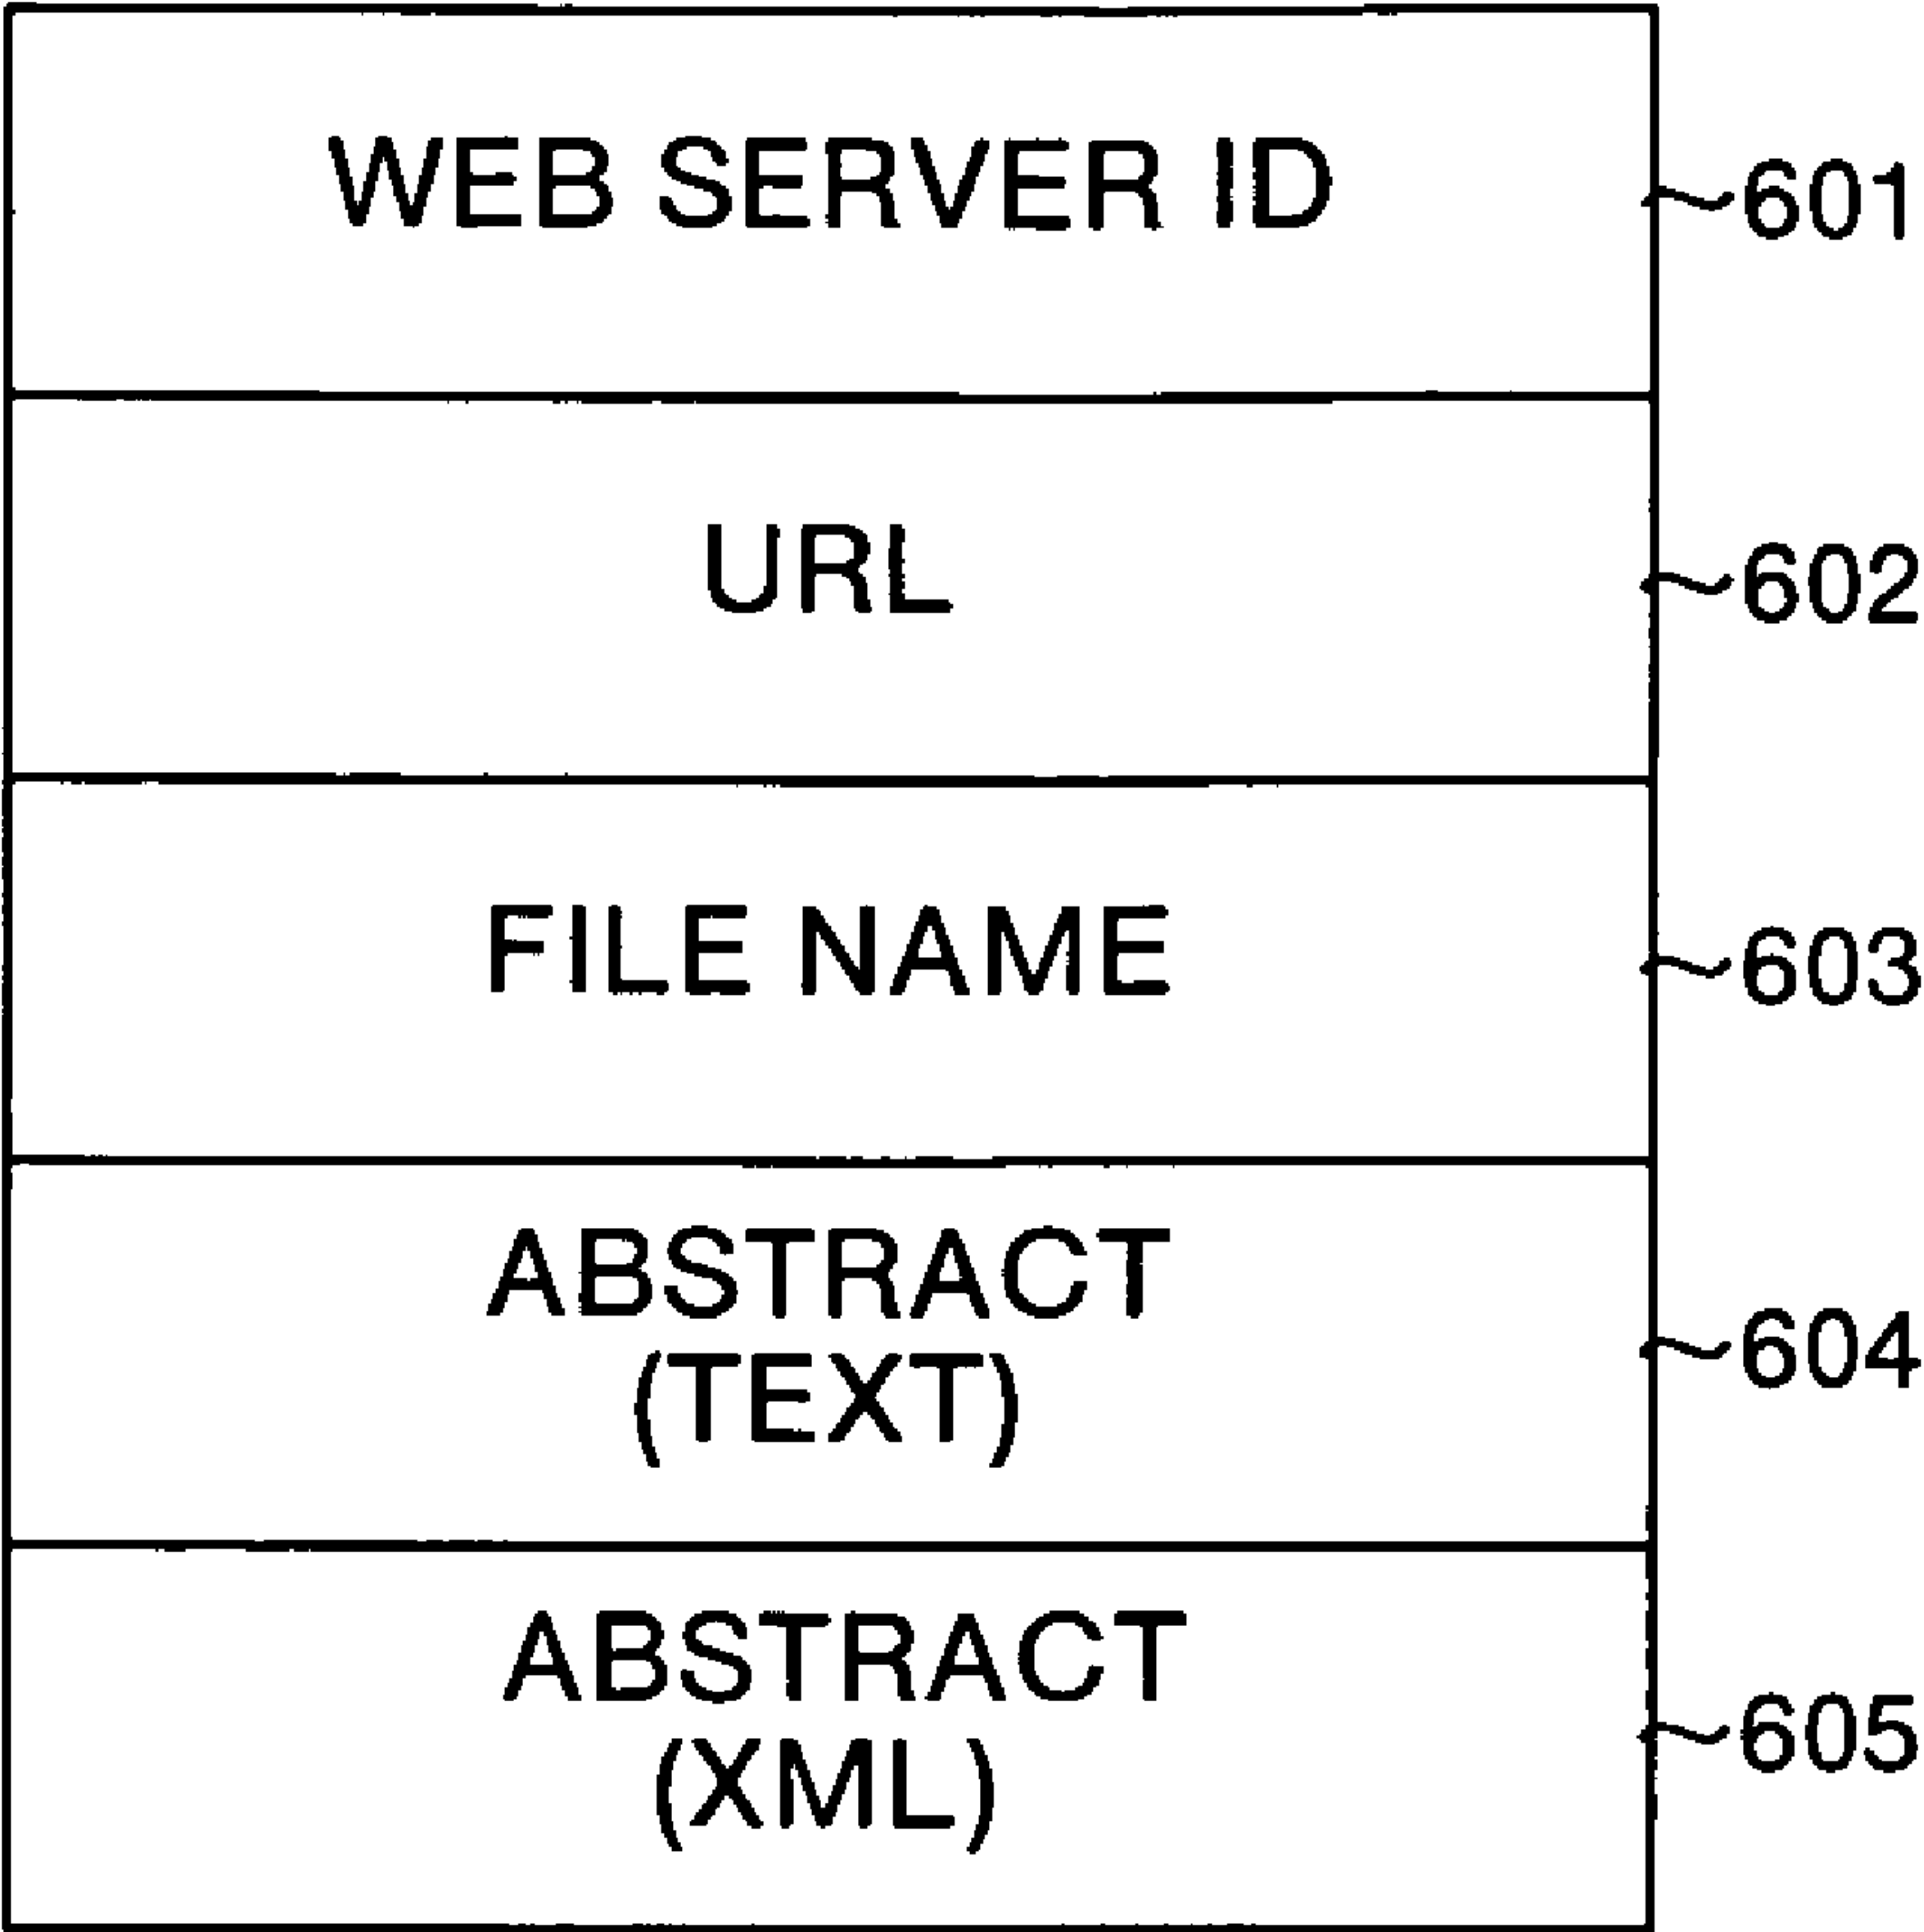 WEB SERVER ID 601
URL 602
FILE NAME 603
ABSTRACT
(TEXT) 604
ABSTRACT
(XML) 605